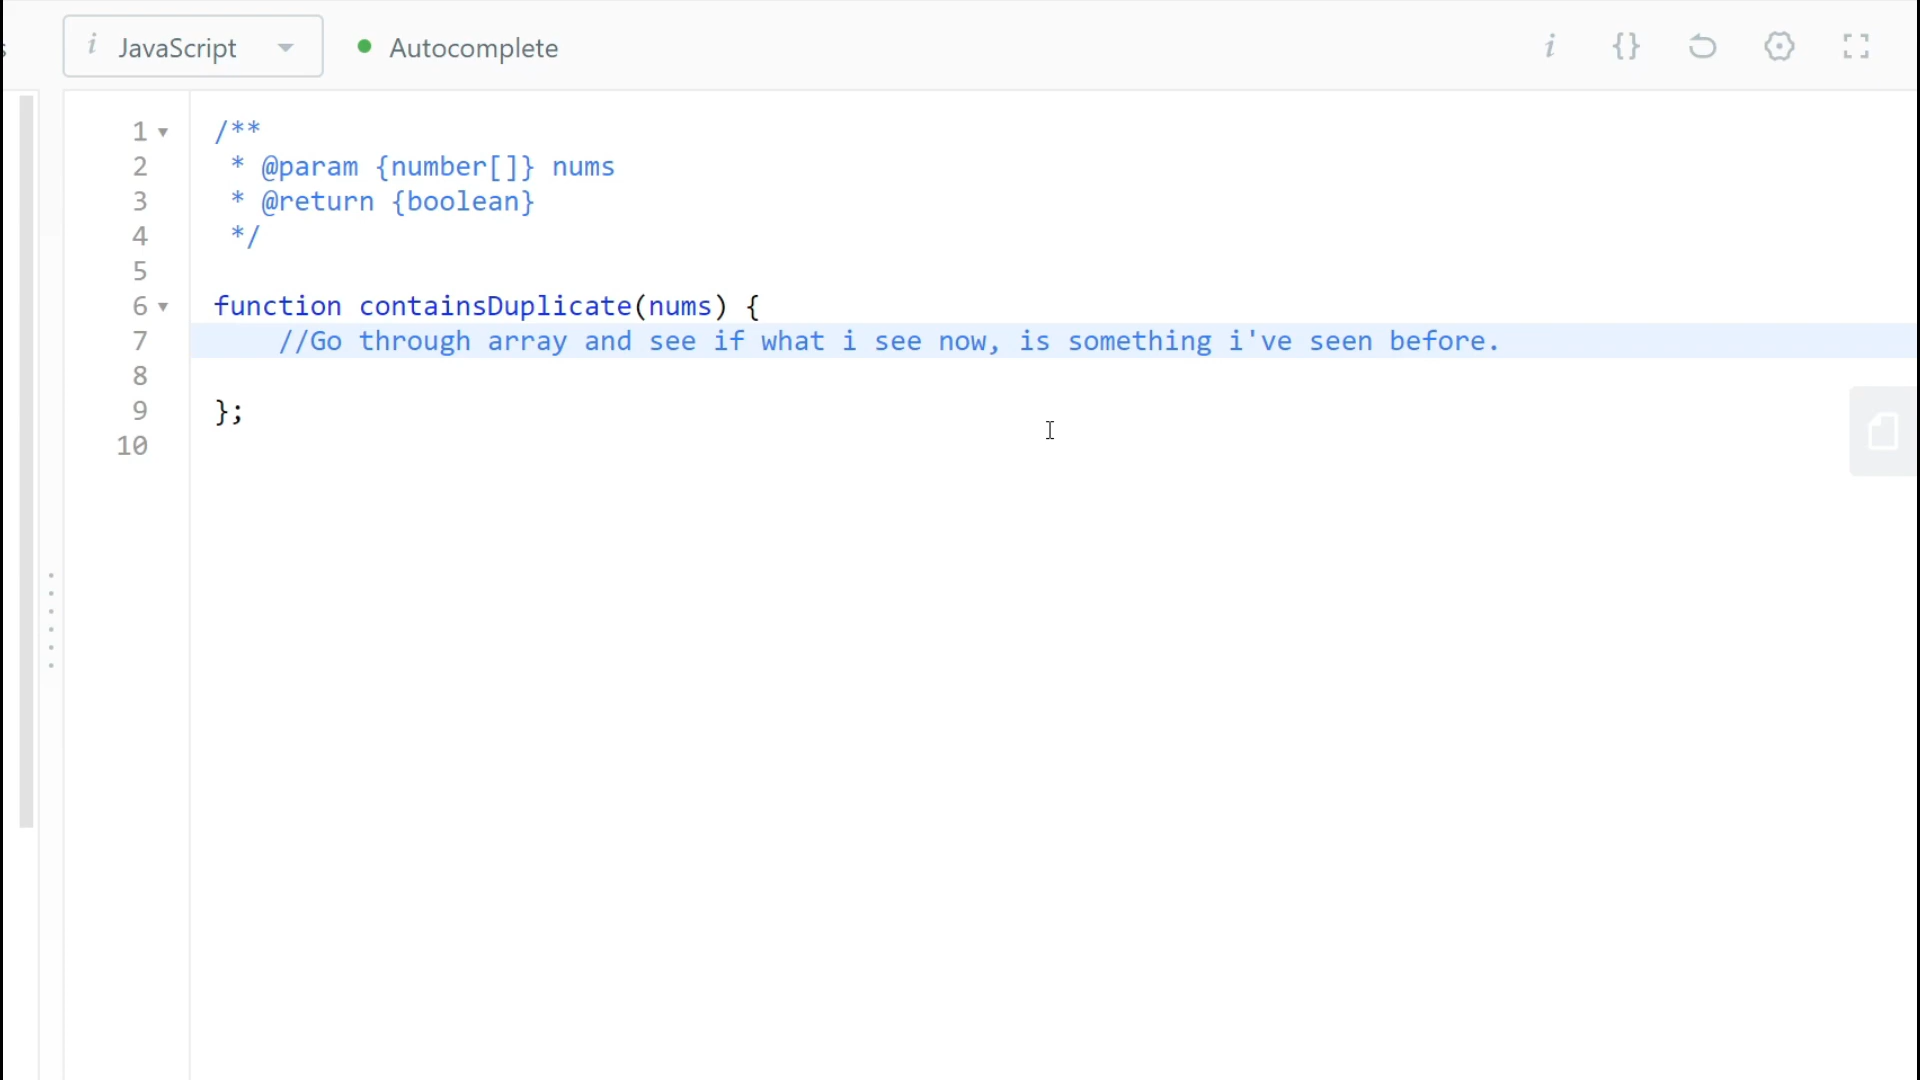 JavaScript Autocomplete
1 /**
2 * @param {number[]} nums
3 * @return {boolean}
4 */
5
6 function containsDuplicate(nums) {
7 //Go through array and see if what i see now, is something i've seen before.
8
9 };
10